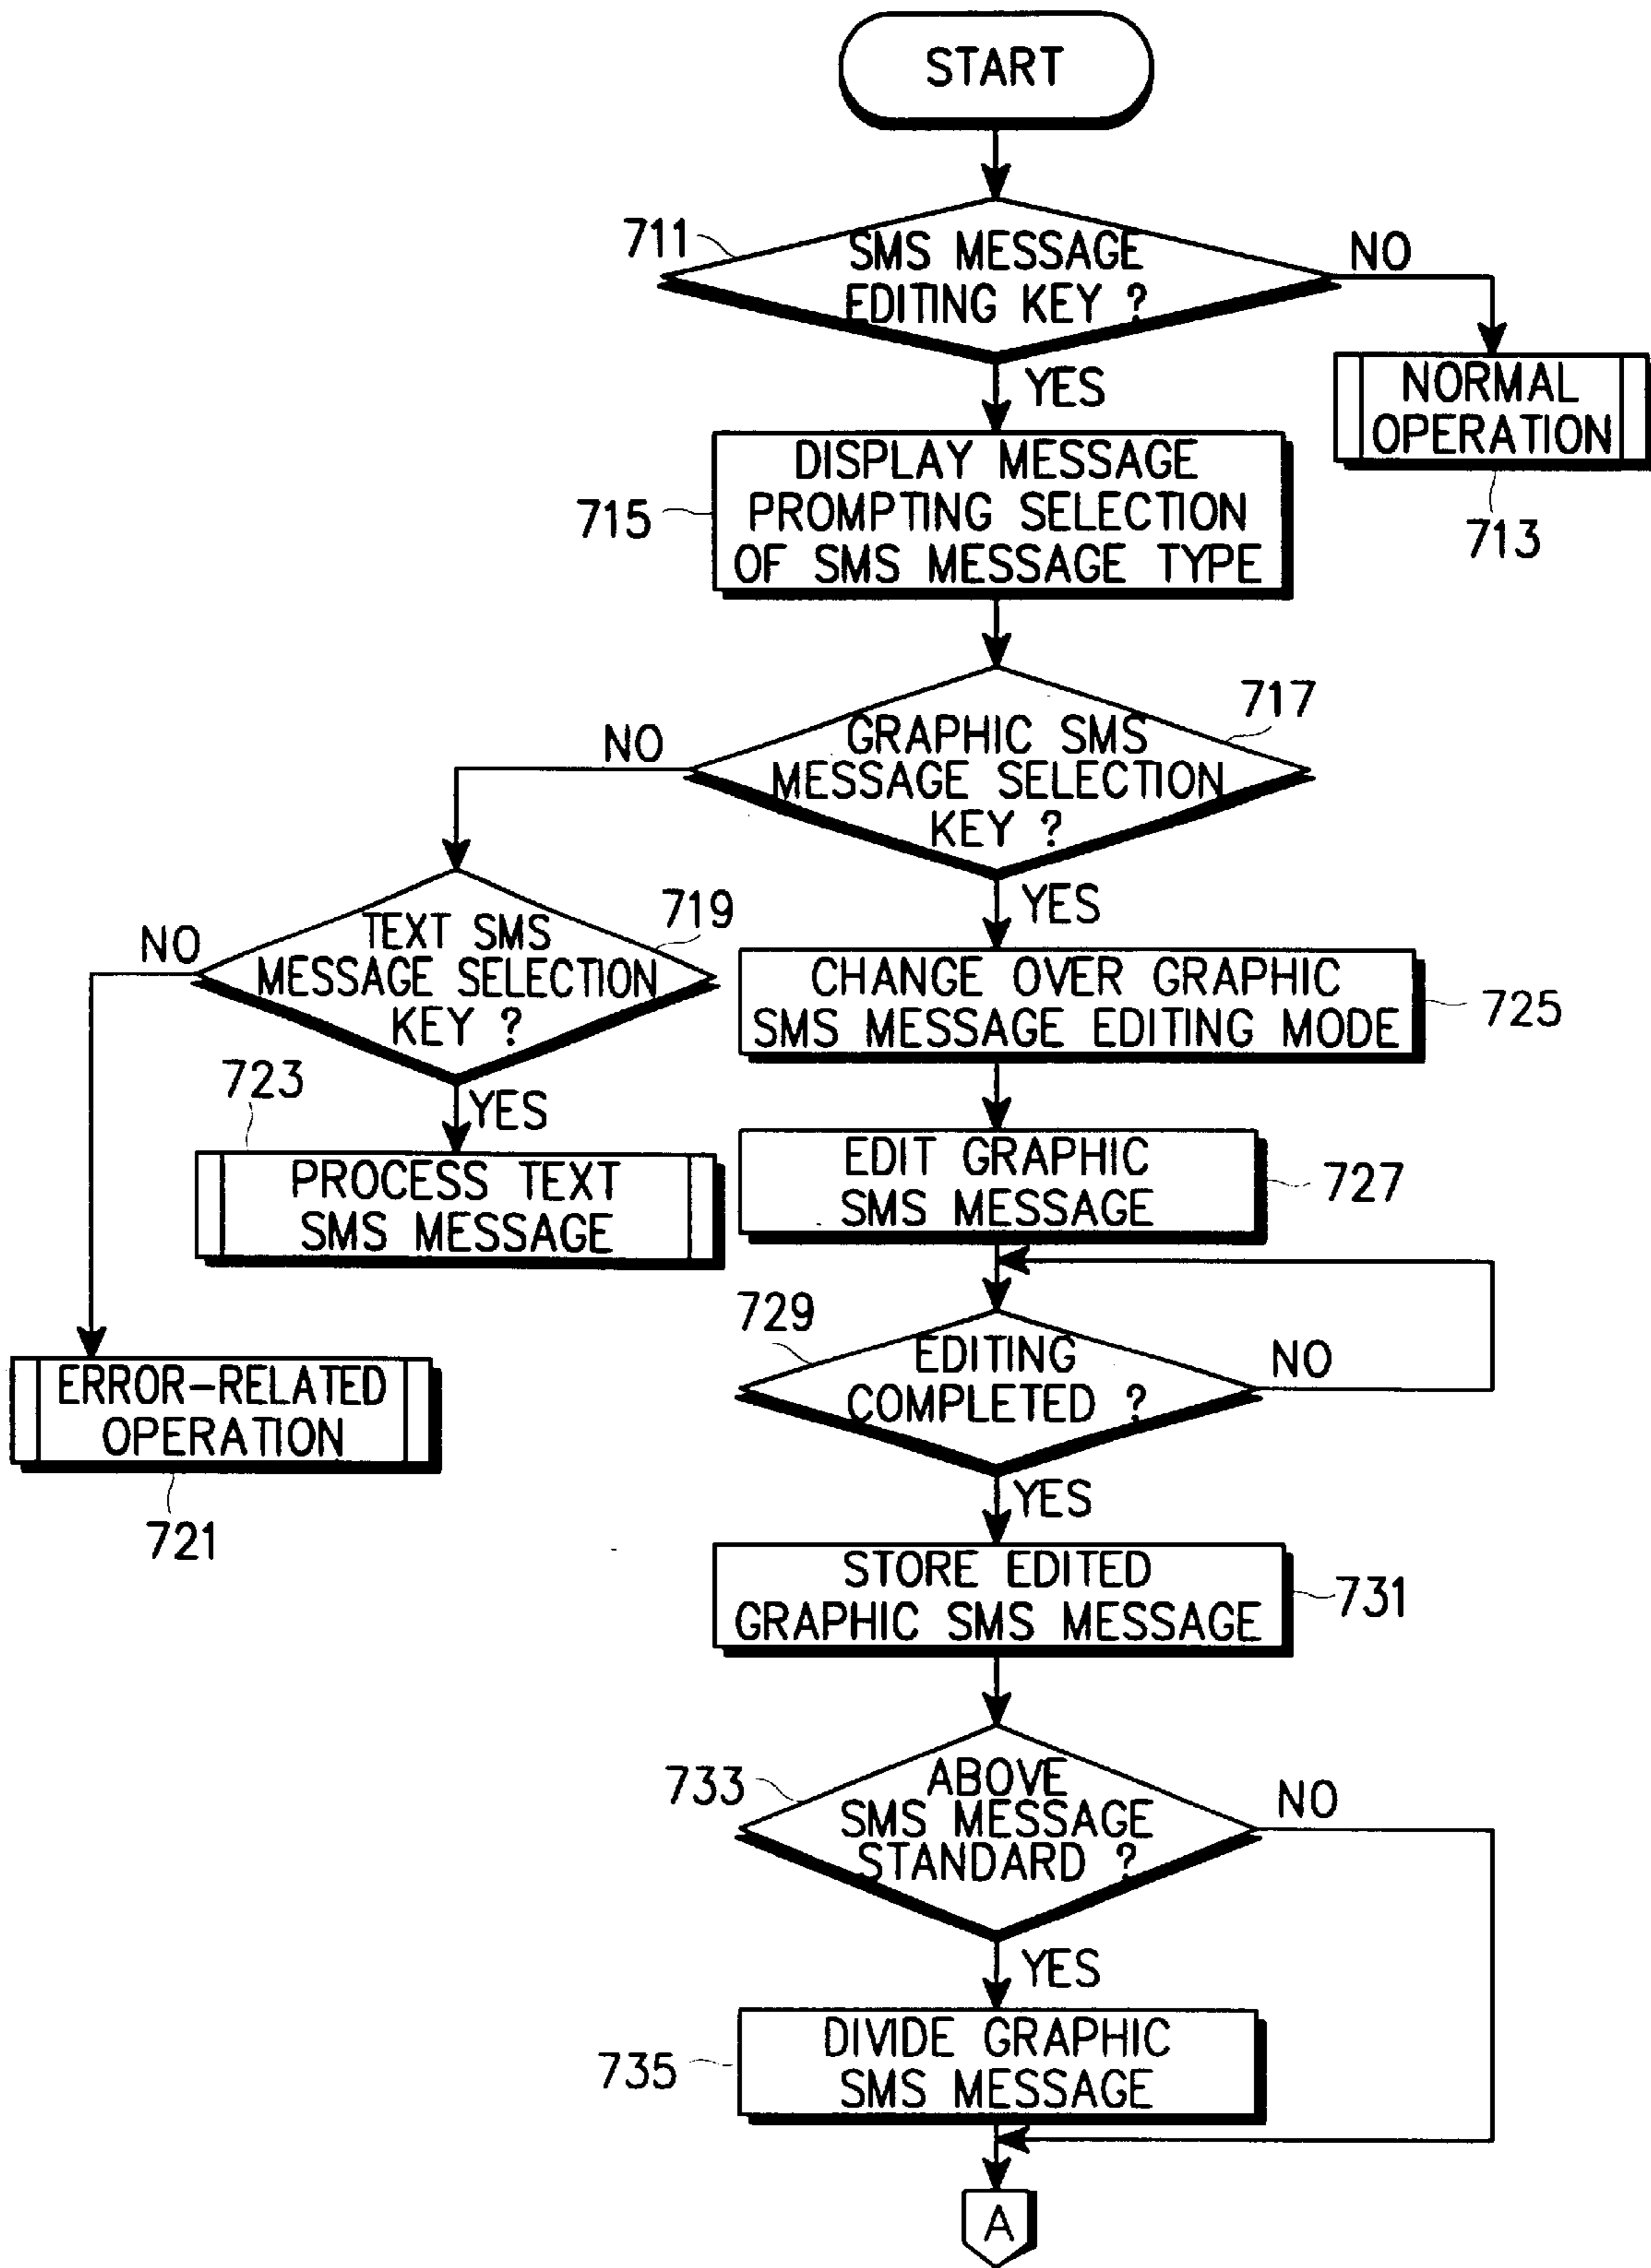 START
711
SMS MESSAGE
EDITING KEY ?
NO
YES
NORMAL
OPERATION
713
DISPLAY MESSAGE
PROMPTING SELECTION
OF SMS MESSAGE TYPE
715
717
GRAPHIC SMS
MESSAGE SELECTION
KEY ?
NO
YES
719
TEXT SMS
MESSAGE SELECTION
KEY ?
NO
YES
CHANGE OVER GRAPHIC
SMS MESSAGE EDITING MODE
725
723
PROCESS TEXT
SMS MESSAGE
EDIT GRAPHIC
SMS MESSAGE
727
729
EDITING
COMPLETED ?
NO
YES
ERROR-RELATED
OPERATION
721
STORE EDITED
GRAPHIC SMS MESSAGE
731
733
ABOVE
SMS MESSAGE
STANDARD ?
NO
YES
DIVIDE GRAPHIC
SMS MESSAGE
735
A